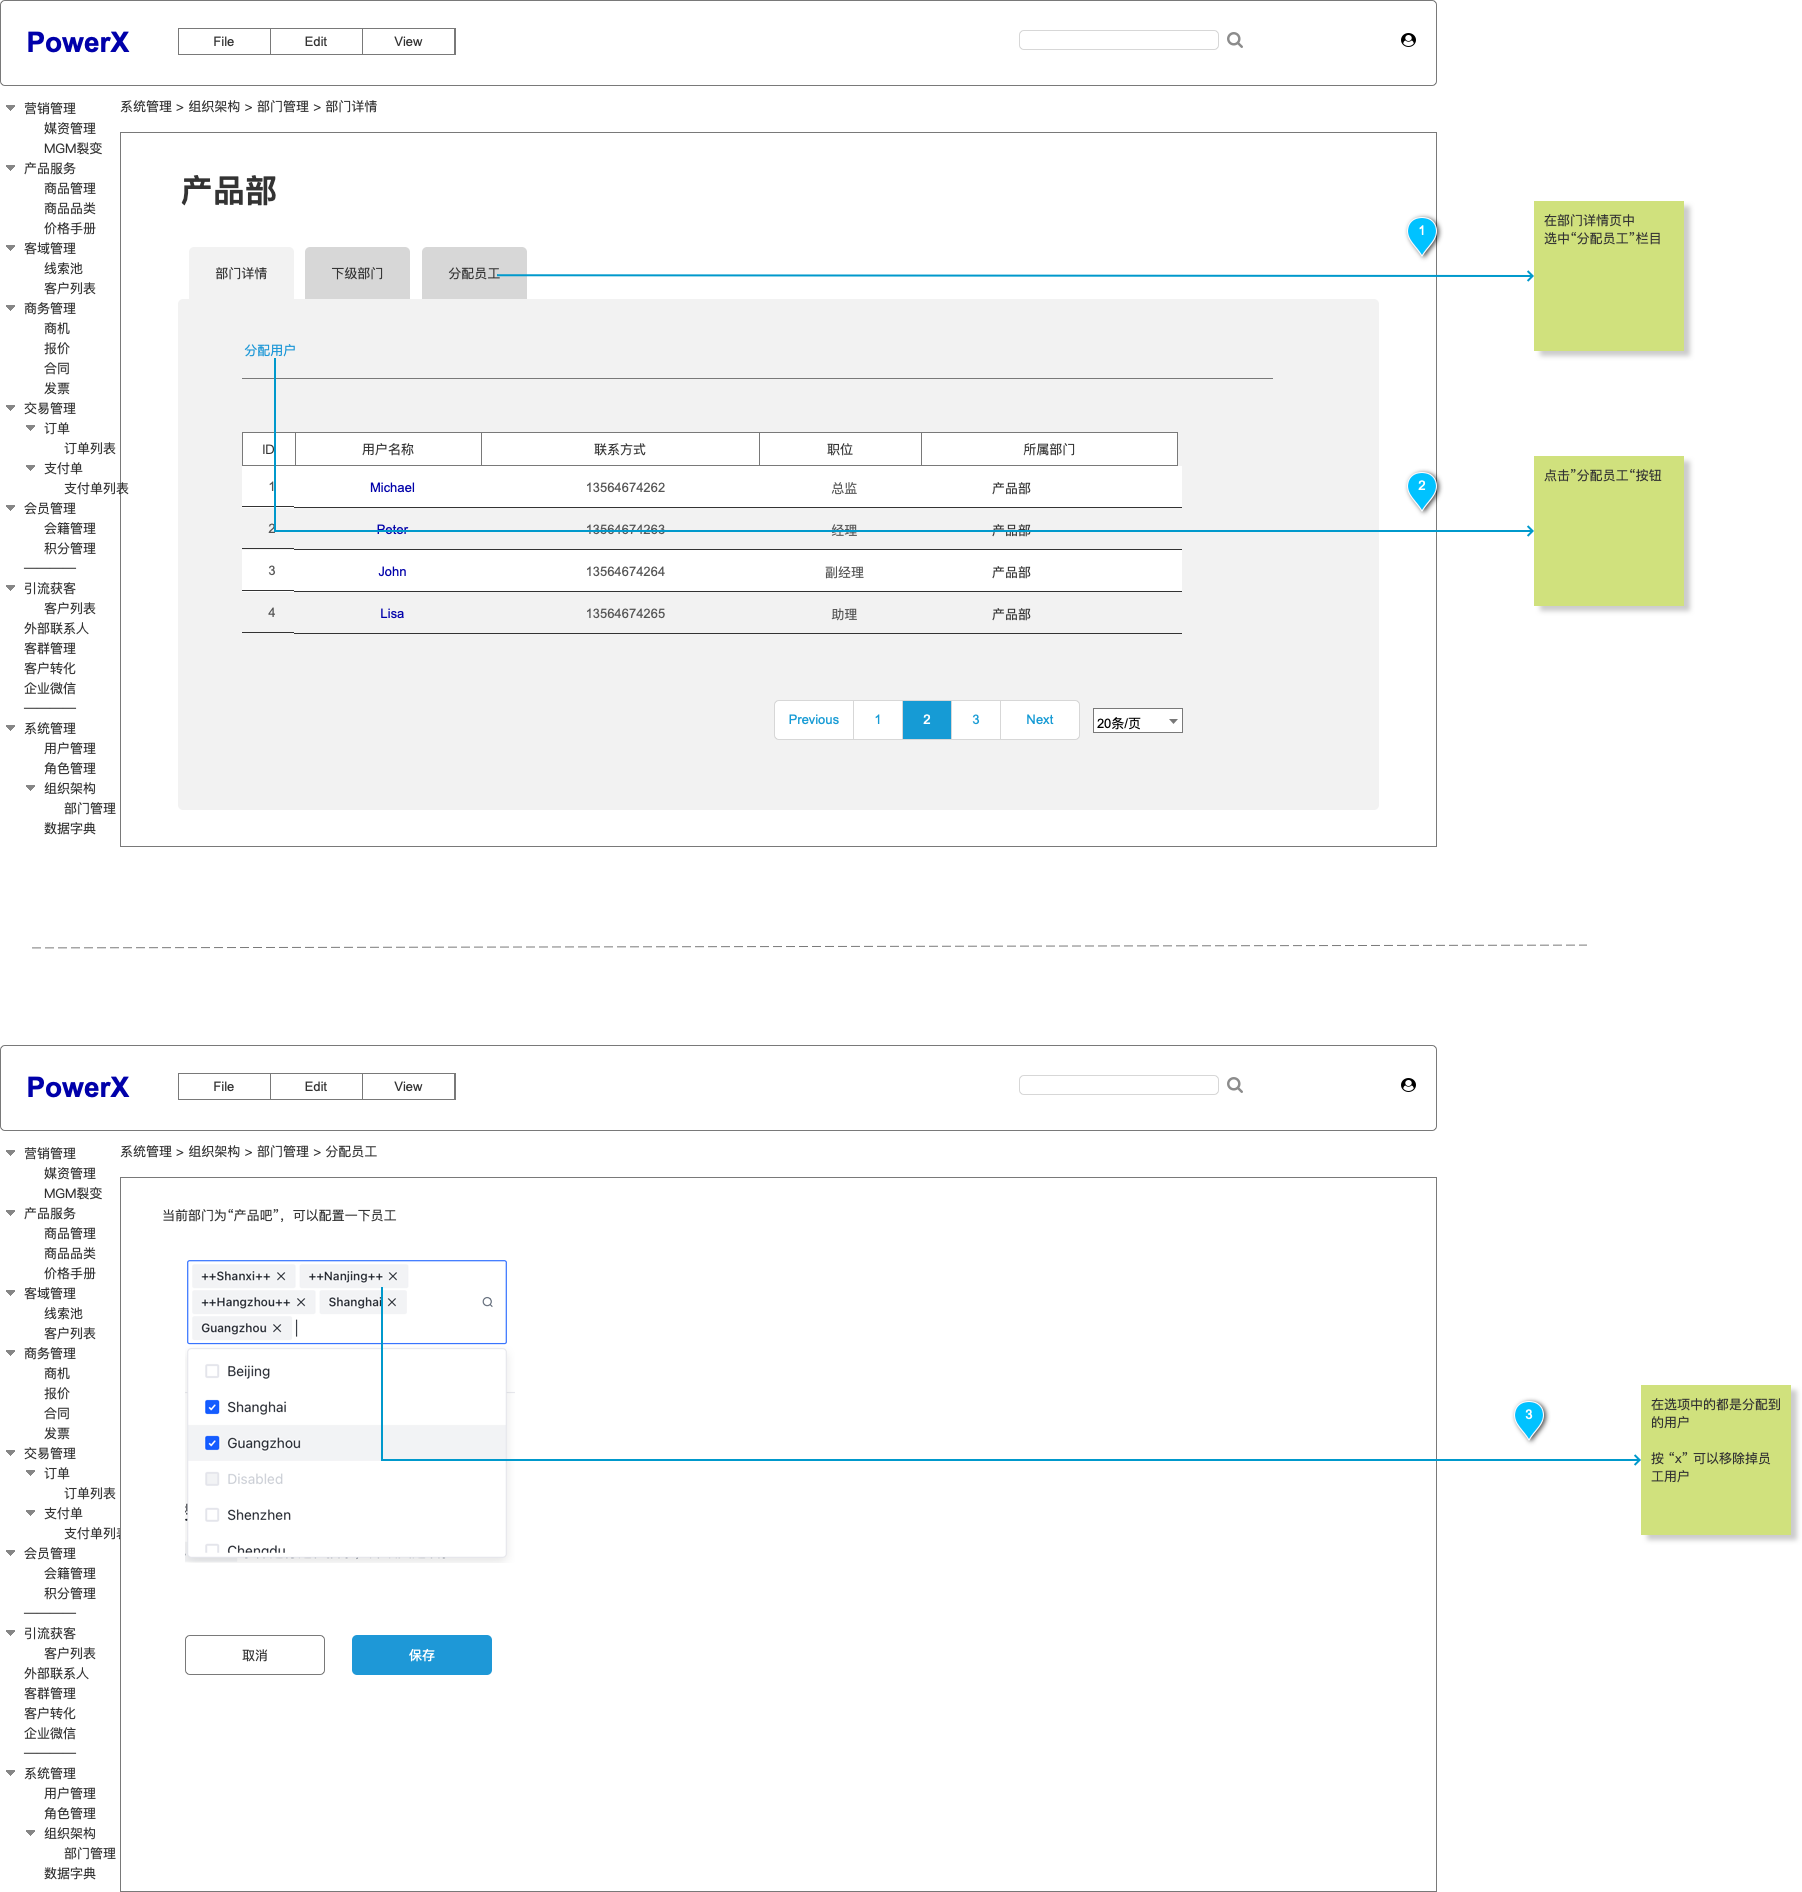 PowerX
File Edit View
系统管理 > 组织架构 > 部门管理 > 部门详情
营销管理
媒资管理
MGM裂变
产品服务
商品管理
商品品类
价格手册
客域管理
线索池
客户列表
商务管理
商机
报价
合同
发票
交易管理
订单
订单列表
支付单
支付单列表
会员管理
会籍管理
积分管理
引流获客
客户列表
外部联系人
客群管理
客户转化
企业微信
系统管理
用户管理
角色管理
组织架构
部门管理
数据字典
产品部
部门详情 下级部门 分配员工
分配用户
ID 用户名称 联系方式 职位 所属部门
1 Michael 13564674262 总监 产品部
2 Peter 13564674263 经理 产品部
3 John 13564674264 副经理 产品部
4 Lisa 13564674265 助理 产品部
Previous 1 2 3 Next 20条/页
1
在部门详情页中
选中“分配员工”栏目
2
点击”分配员工“按钮
PowerX
File Edit View
系统管理 > 组织架构 > 部门管理 > 分配员工
营销管理
媒资管理
MGM裂变
产品服务
商品管理
商品品类
价格手册
客域管理
线索池
客户列表
商务管理
商机
报价
合同
发票
交易管理
订单
订单列表
支付单
支付单列表
会员管理
会籍管理
积分管理
引流获客
客户列表
外部联系人
客群管理
客户转化
企业微信
系统管理
用户管理
角色管理
组织架构
部门管理
数据字典
当前部门为“产品吧”，可以配置一下员工
++Shanxi++ ++Nanjing++
++Hangzhou++ Shanghai
Guangzhou
Beijing
Shanghai
Guangzhou
Disabled
Shenzhen
Chengdu
取消 保存
3
在选项中的都是分配到
的用户
按 “x” 可以移除掉员
工用户